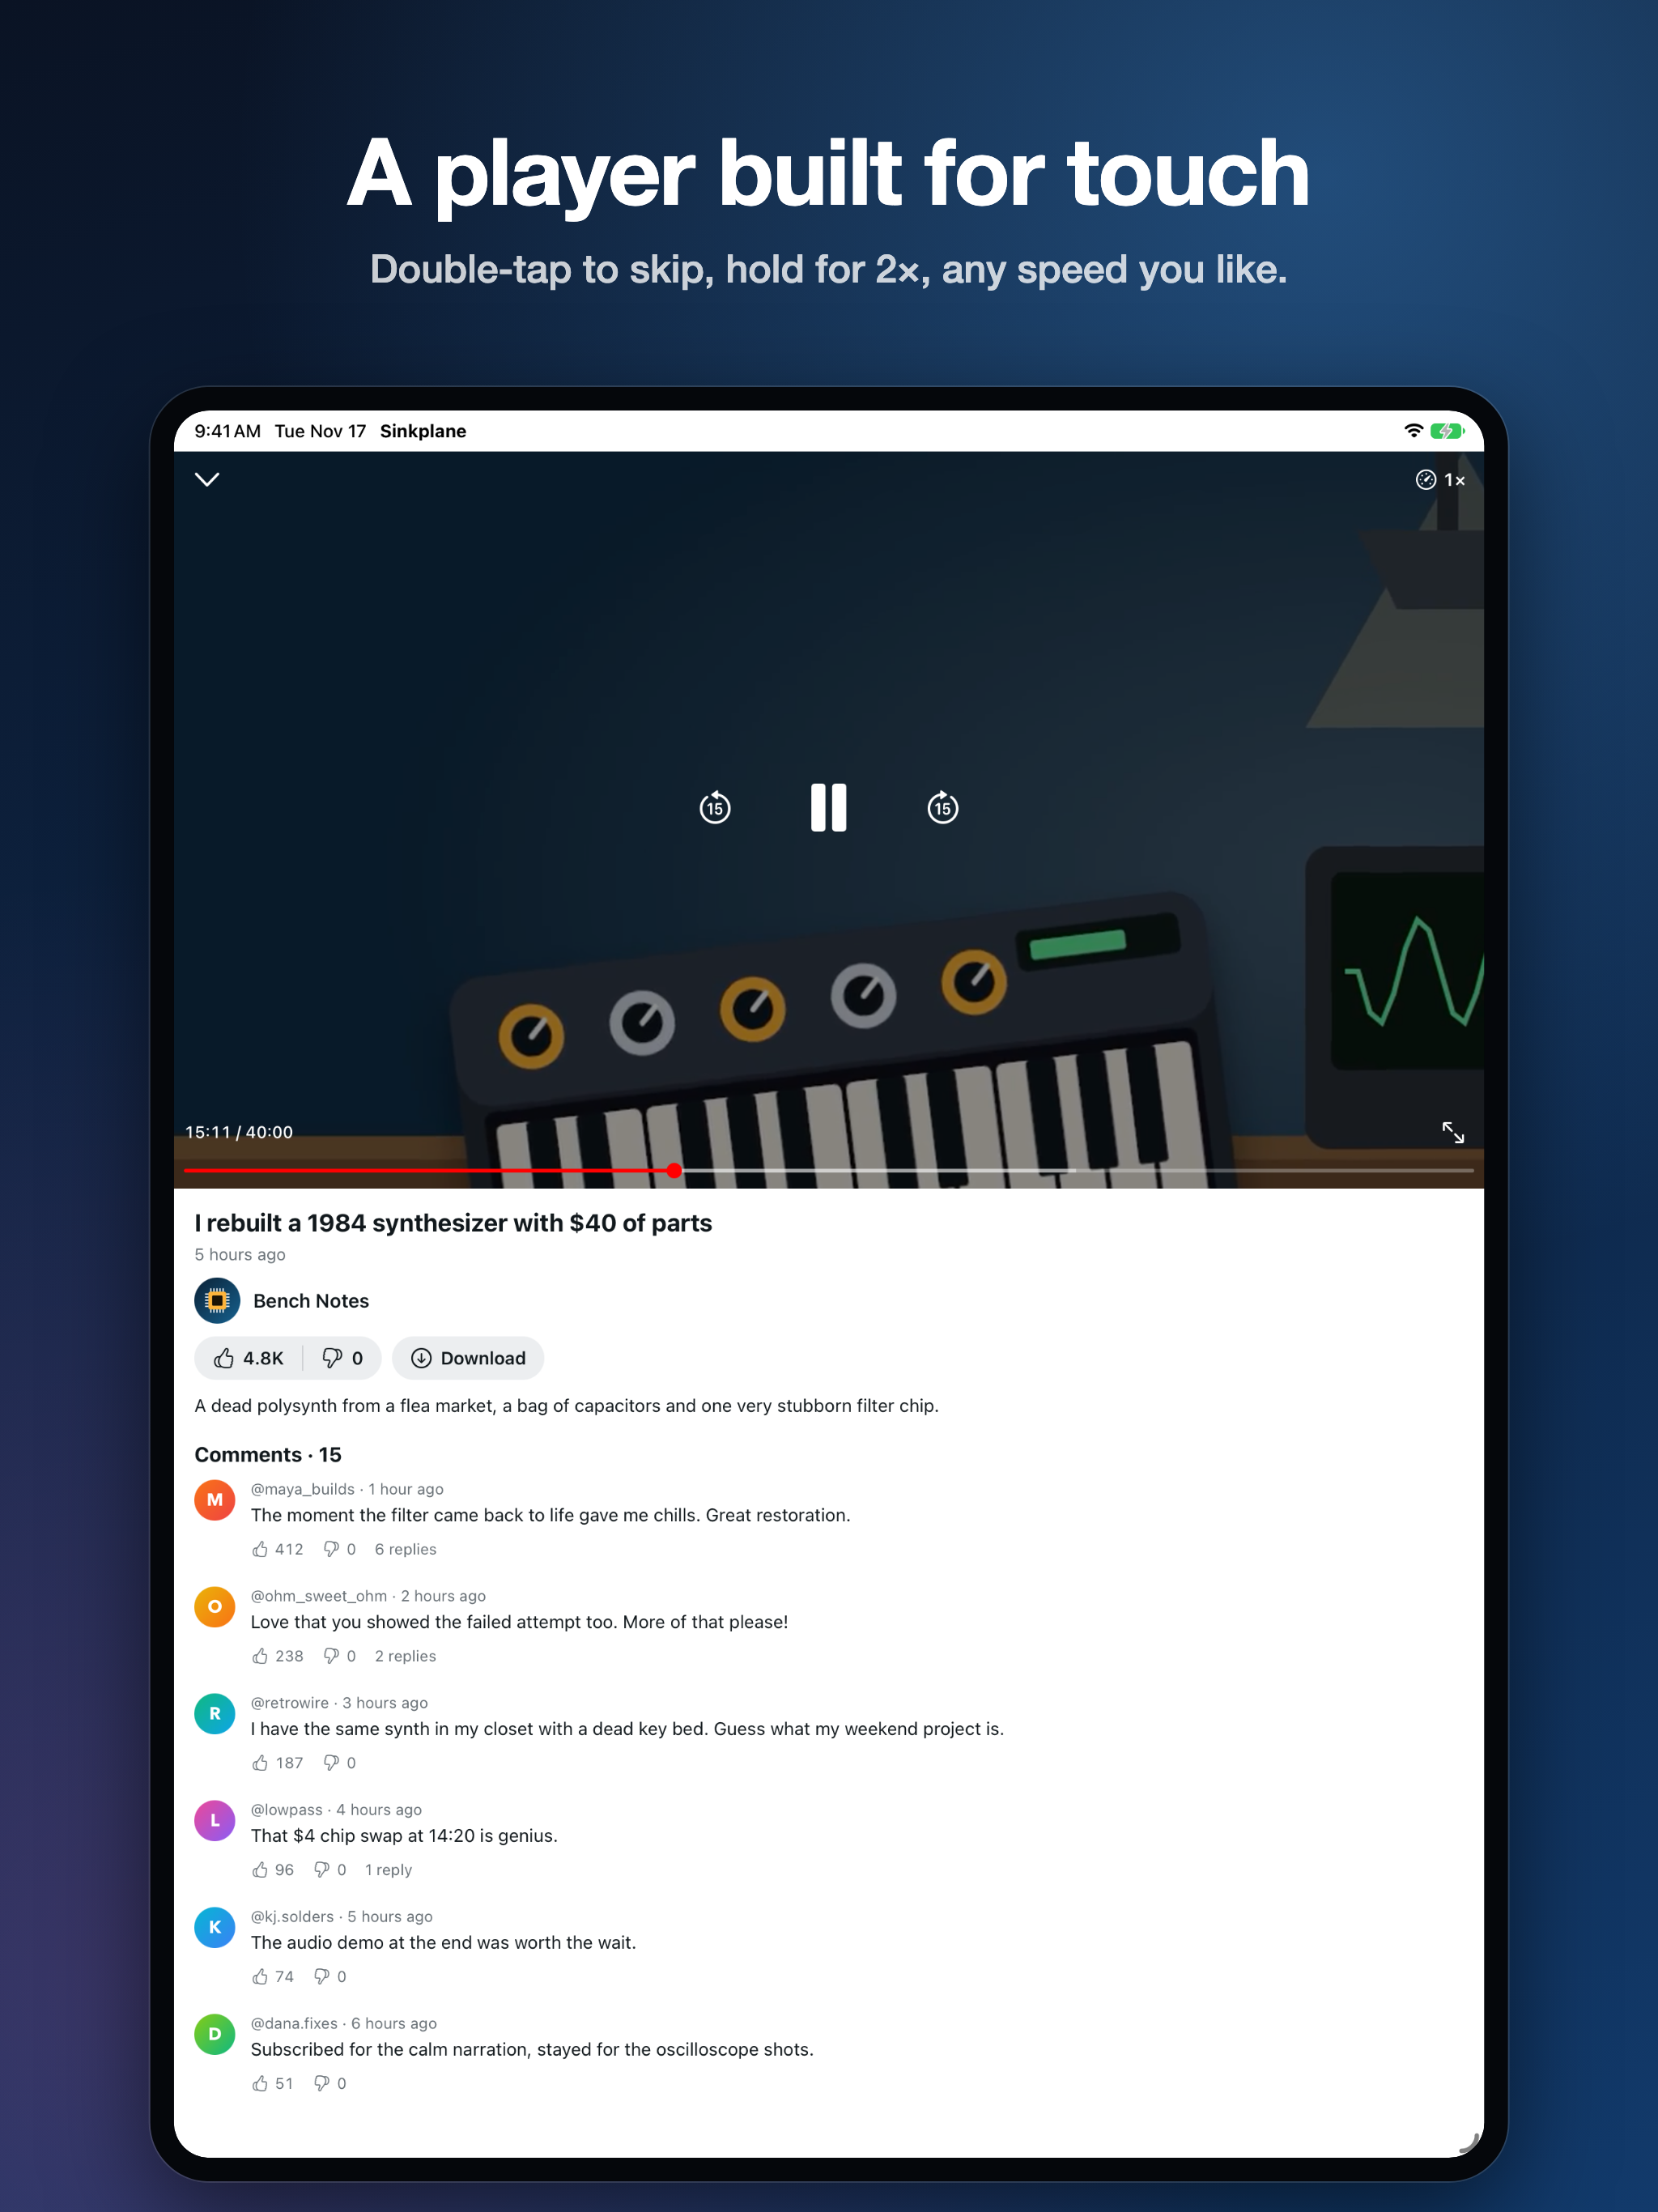 A player built for touch
Double-tap to skip, hold for 2×, any speed you like.
9:41 AM Tue Nov 17 Sinkplane
1×
15
15
15:11 / 40:00
I rebuilt a 1984 synthesizer with $40 of parts
5 hours ago
Bench Notes
4.8K 0 Download
A dead polysynth from a flea market, a bag of capacitors and one very stubborn filter chip.
Comments · 15
M
@maya_builds · 1 hour ago
The moment the filter came back to life gave me chills. Great restoration.
412 0 6 replies
O
@ohm_sweet_ohm · 2 hours ago
Love that you showed the failed attempt too. More of that please!
238 0 2 replies
R
@retrowire · 3 hours ago
I have the same synth in my closet with a dead key bed. Guess what my weekend project is.
187 0
L
@lowpass · 4 hours ago
That $4 chip swap at 14:20 is genius.
96 0 1 reply
K
@kj.solders · 5 hours ago
The audio demo at the end was worth the wait.
74 0
D
@dana.fixes · 6 hours ago
Subscribed for the calm narration, stayed for the oscilloscope shots.
51 0